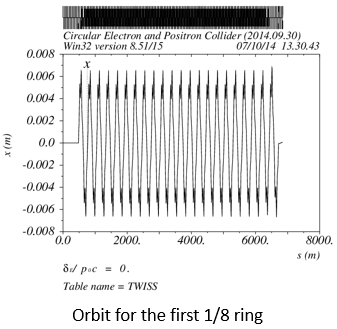 Circular Electron and Positron Collider (2014.09.30)
Win32 version 8.51/15 07/10/14 13.30.43
0.008
x
0.006
0.004
0.002
0.0
-0.002
-0.004
-0.006
-0.008
x (m)
0.0 2000. 4000. 6000. 8000.
s (m)
δᴇ/ p₀c = 0.
Table name = TWISS
Orbit for the first 1/8 ring